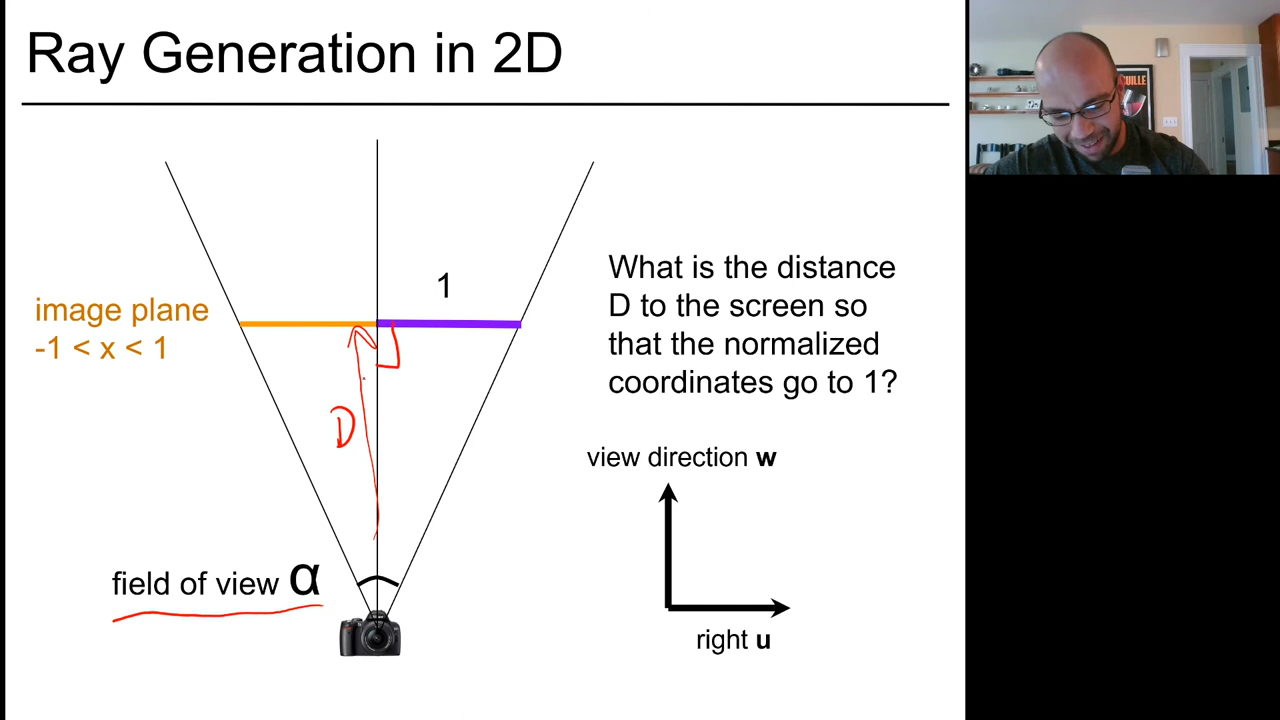 Ray Generation in 2D
1
image plane
-1 < x < 1
What is the distance
D to the screen so
that the normalized
coordinates go to 1?
D
view direction w
field of view α
right u
VILLE